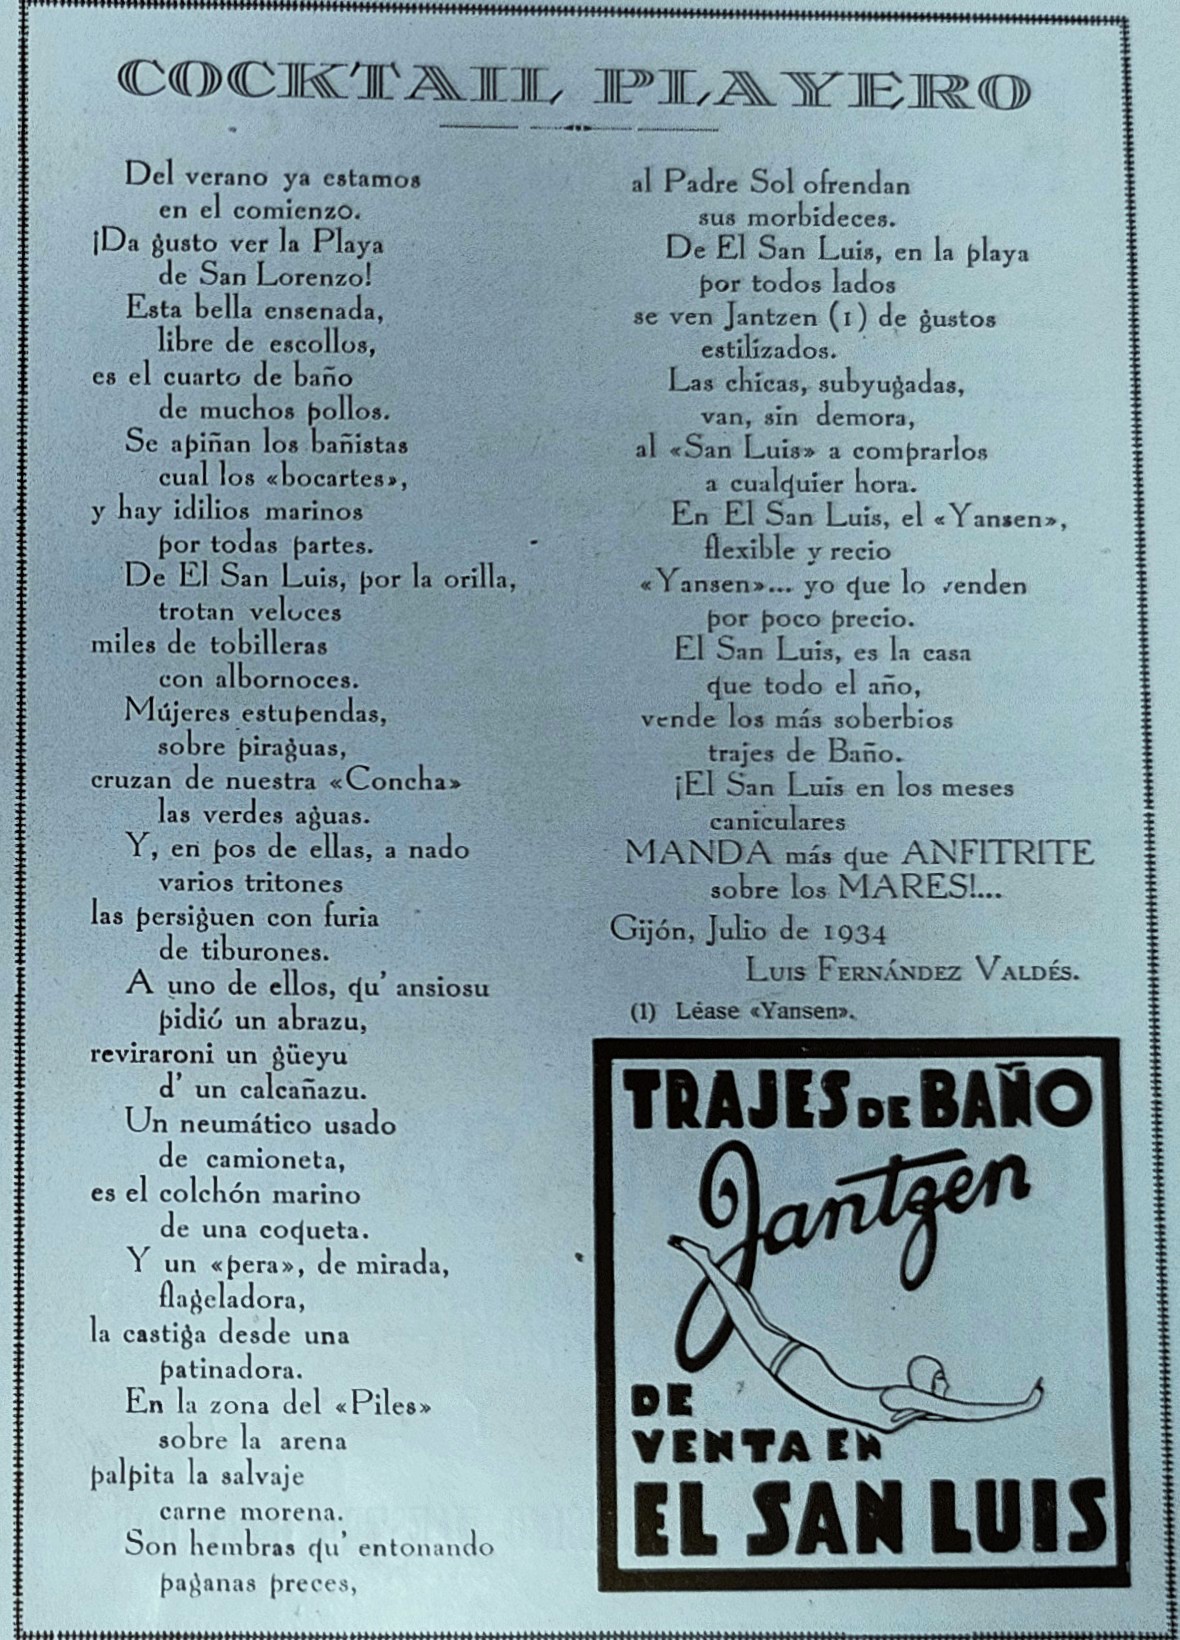 COCKTAIL PLAYERO
Del verano ya estamos
en el comienzo.
¡Da gusto ver la Playa
de San Lorenzo!
Esta bella ensenada,
libre de escollos,
es el cuarto de baño
de muchos pollos.
Se apiñan los bañistas
cual los «bocartes»,
y hay idilios marinos
por todas partes.
De El San Luis, por la orilla,
trotan veloces
miles de tobilleras
con albornoces.
Mújeres estupendas,
sobre piraguas,
cruzan de nuestra «Concha»
las verdes aguas.
Y, en pos de ellas, a nado
varios tritones
las persiguen con furia
de tiburones.
A uno de ellos, qu' ansiosu
pidió un abrazu,
reviraroni un güeyu
d' un calcañazu.
Un neumático usado
de camioneta,
es el colchón marino
de una coqueta.
Y un «pera», de mirada,
flageladora,
la castiga desde una
patinadora.
En la zona del «Piles»
sobre la arena
palpita la salvaje
carne morena.
Son hembras qu' entonando
paganas preces,
al Padre Sol ofrendan
sus morbideces.
De El San Luis, en la playa
por todos lados
se ven Jantzen (1) de gustos
estilizados.
Las chicas, subyugadas,
van, sin demora,
al «San Luis» a comprarlos
a cualquier hora.
En El San Luis, el «Yansen»,
flexible y recio
«Yansen»... yo que lo venden
por poco precio.
El San Luis, es la casa
que todo el año,
vende los más soberbios
trajes de Baño.
¡El San Luis en los meses
caniculares
MANDA más que ANFITRITE
sobre los MARES!...
Gijón, Julio de 1934
LUIS FERNÁNDEZ VALDÉS.
(1) Léase «Yansen».
TRAJES DE BAÑO
Jantzen
DE
VENTA EN
EL SAN LUIS